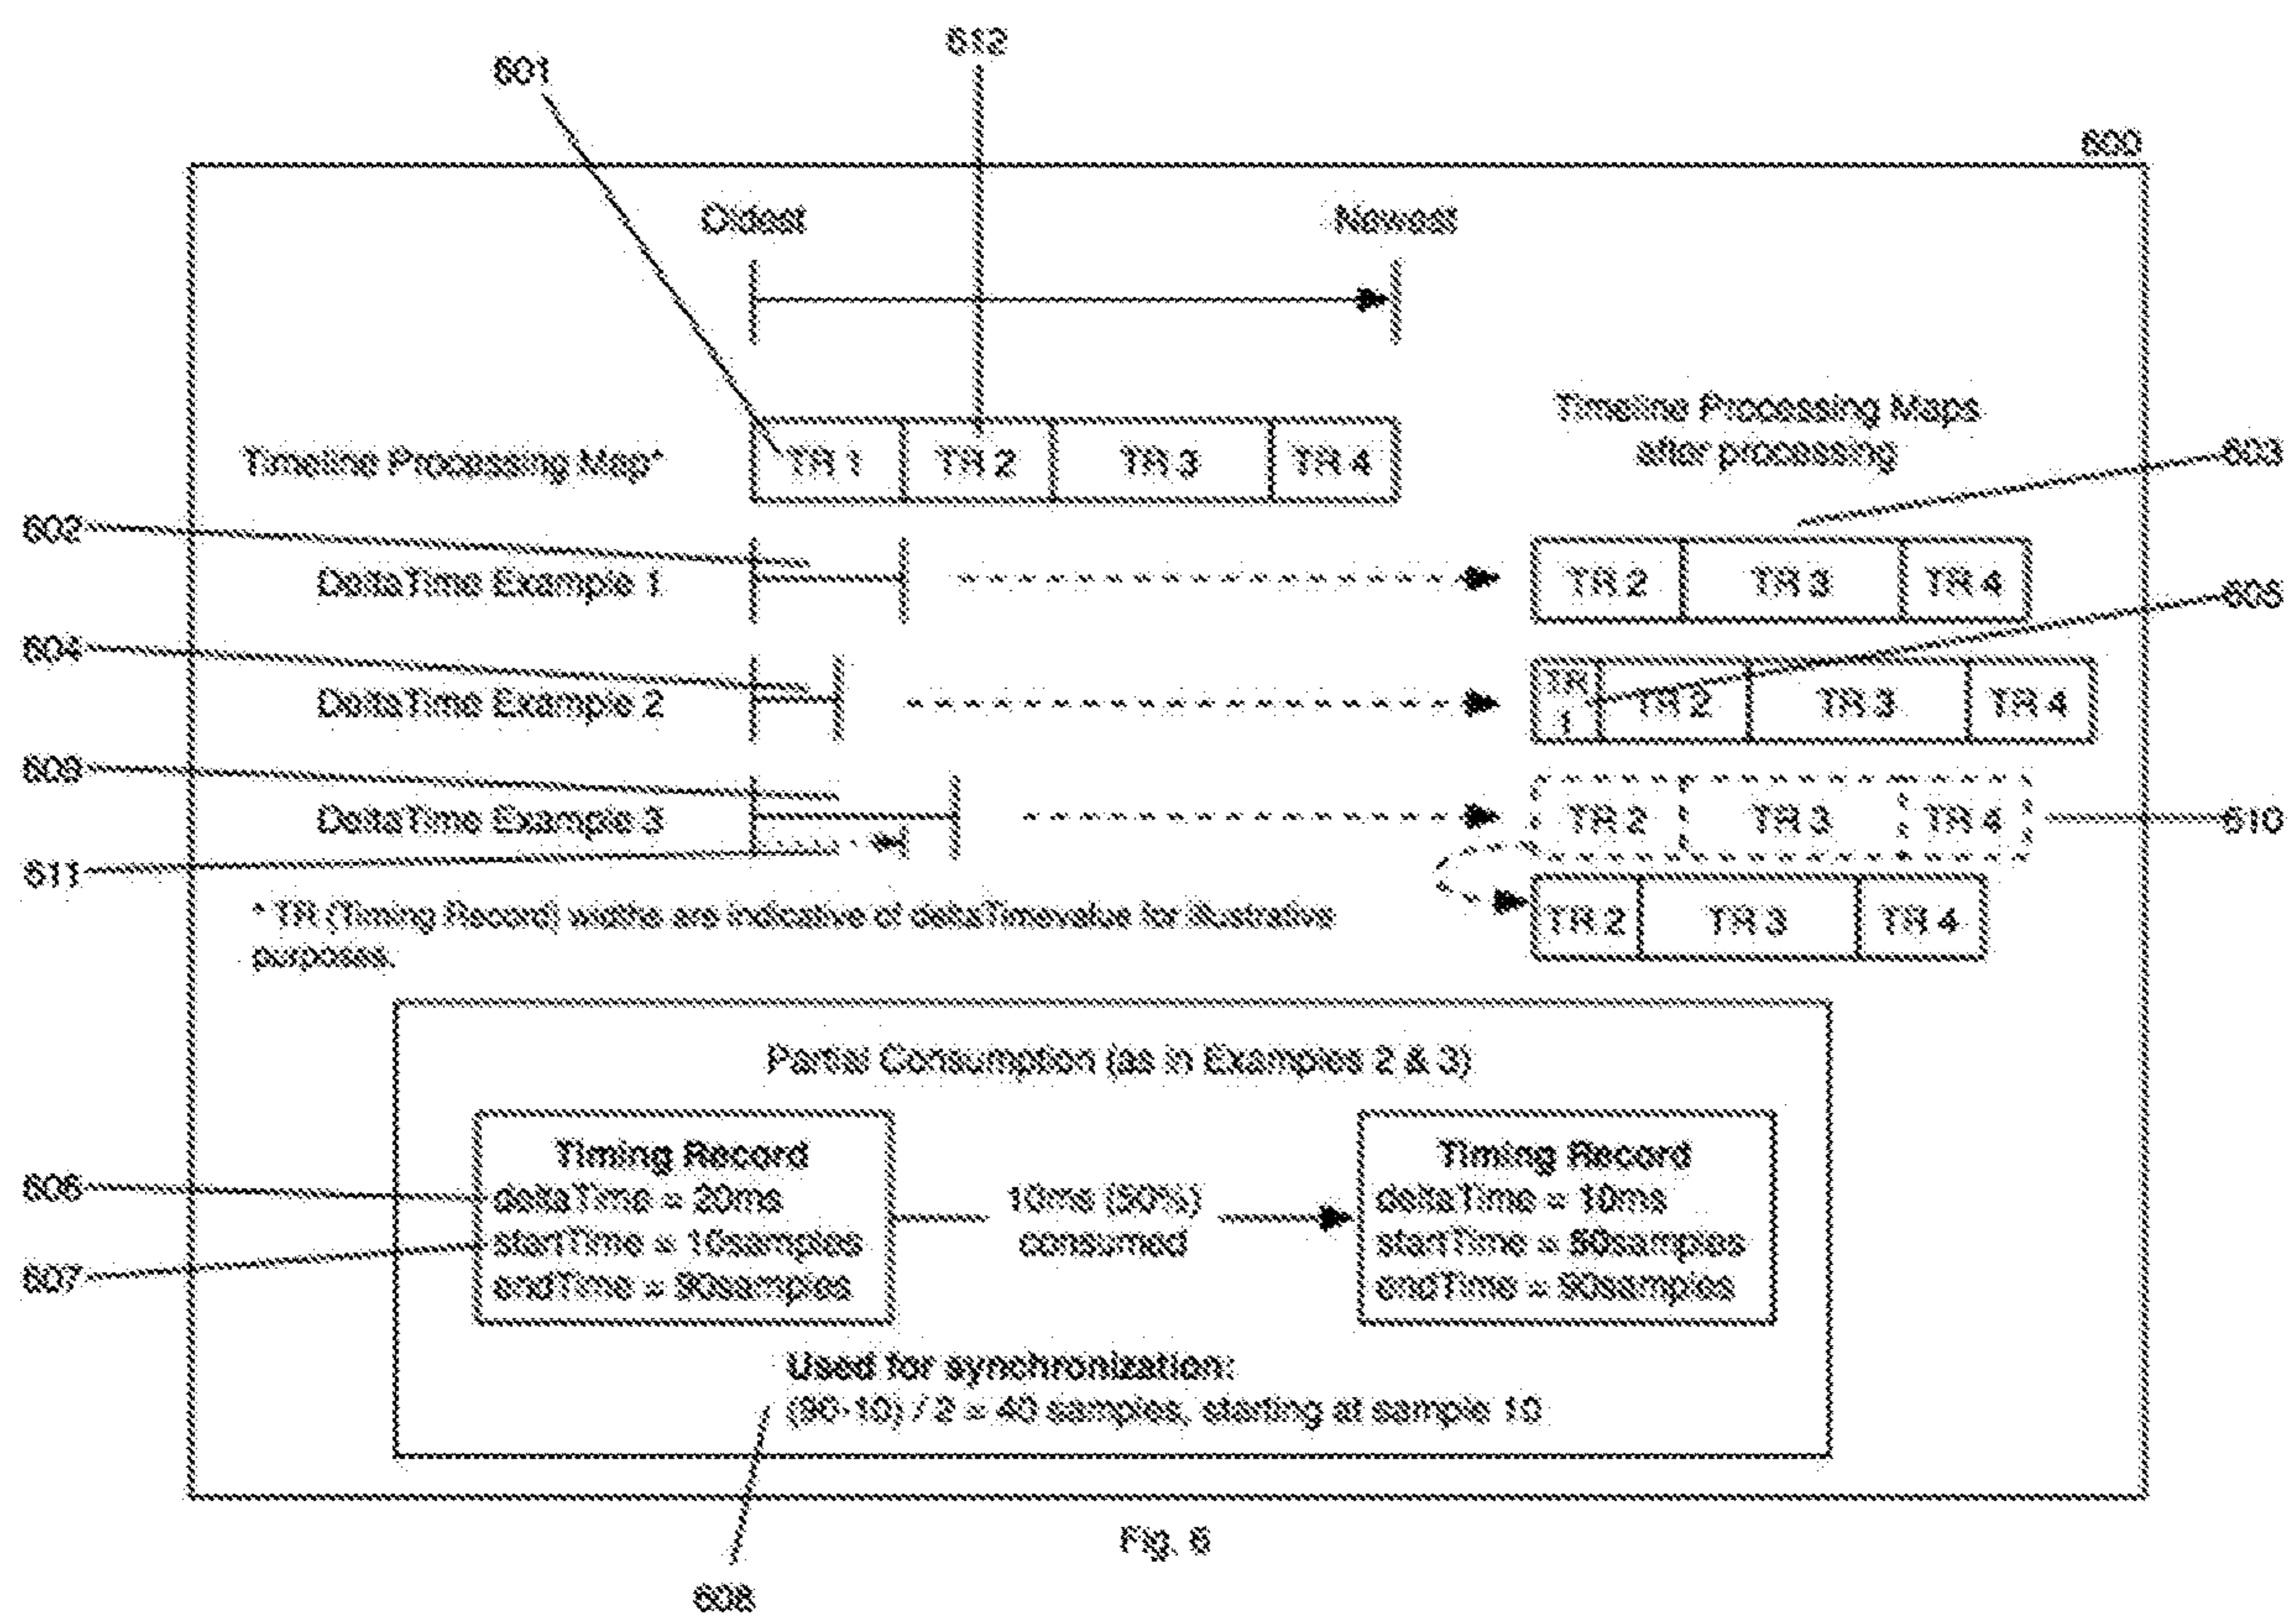 612
601
600
Oldest
Newest
Timeline Processing Maps
after processing
Timeline Processing Map*
TR 1
TR 2
TR 3
TR 4
603
602
DeltaTime Example 1
TR 2
TR 3
TR 4
605
604
DeltaTime Example 2
TR
1
TR 2
TR 3
TR 4
609
DeltaTime Example 3
TR 2
TR 3
TR 4
610
611
* TR (Timing Record) widths are indicative of deltaTimevalue for illustrative
purposes.
TR 2
TR 3
TR 4
Partial Consumption (as in Examples 2 & 3)
Timing Record
606
deltaTime = 20ms
607
startTime = 10samples
endTime = 90samples
10ms (50%)
consumed
Timing Record
deltaTime = 10ms
startTime = 50samples
endTime = 90samples
Used for synchronization:
(90-10) / 2 = 40 samples, starting at sample 10
Fig. 6
608